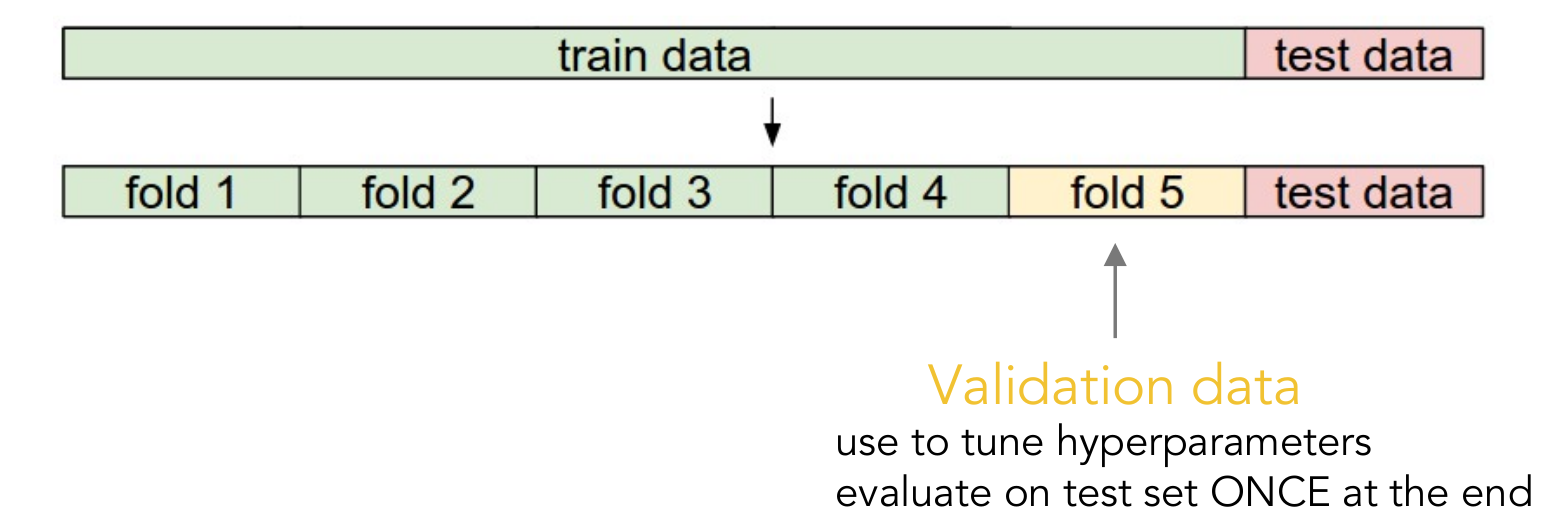 train data test data
fold 1 fold 2 fold 3 fold 4 fold 5 test data
Validation data
use to tune hyperparameters
evaluate on test set ONCE at the end